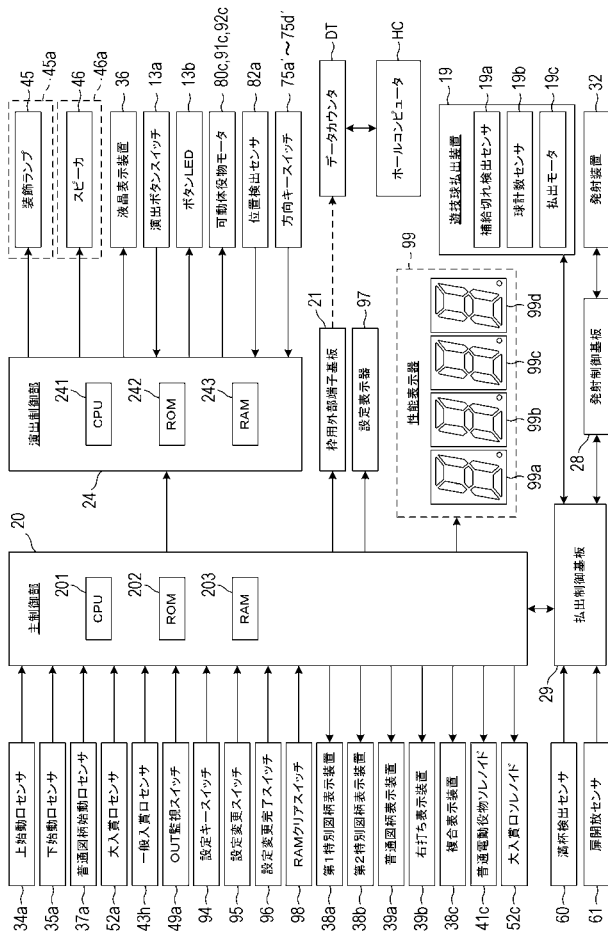 34a 上始動口センサ
35a 下始動口センサ
37a 普通図柄始動口センサ
52a 大入賞口センサ
43h 一般入賞口センサ
49a OUT監視スイッチ
94 設定キースイッチ
95 設定変更スイッチ
96 設定変更完了スイッチ
98 RAMクリアスイッチ
38a 第1特別図柄表示装置
38b 第2特別図柄表示装置
39a 普通図柄表示装置
39b 右打ち表示装置
38c 複合表示装置
41c 普通電動役物ソレノイド
52c 大入賞口ソレノイド
60 満杯検出センサ
61 扉開放センサ
20
主制御部
201
CPU
202
ROM
203
RAM
29
払出制御基板
24
演出制御部
241
CPU
242
ROM
243
RAM
21
枠用外部端子基板
97
設定表示器
99
性能表示器
99a
99b
99c
99d
28
発射制御基板
装飾ランプ 45
45a
スピーカ 46
46a
液晶表示装置 36
演出ボタンスイッチ 13a
ボタンLED 13b
可動体役物モータ 80c,91c,92c
位置検出センサ 82a
方向キースイッチ 75a'~75d'
データカウンタ DT
ホールコンピュータ HC
遊技球払出装置 19
補給切れ検出センサ 19a
球計数センサ 19b
払出モータ 19c
発射装置 32